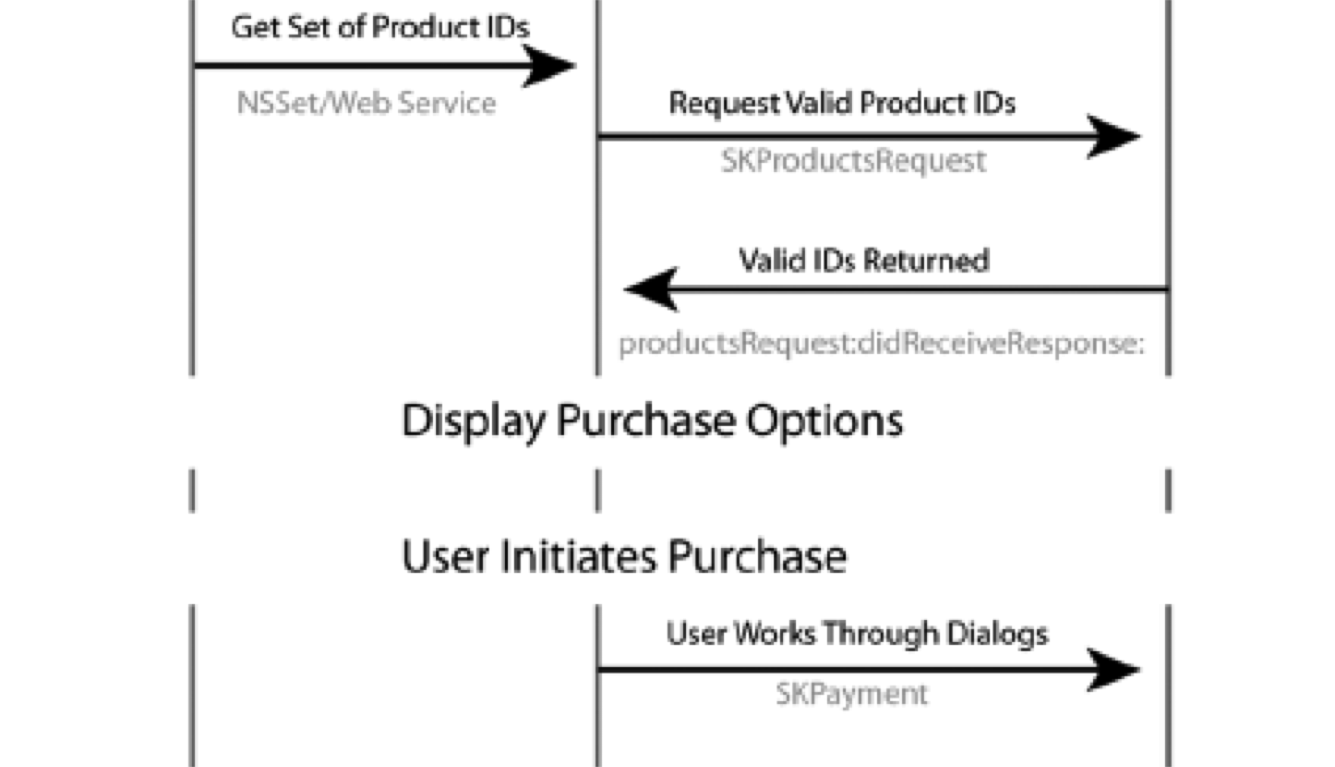 Get Set of Product IDs
NSSet/Web Service
Request Valid Product IDs
SKProductsRequest
Valid IDs Returned
productsRequest:didReceiveResponse:
Display Purchase Options
User Initiates Purchase
User Works Through Dialogs
SKPayment